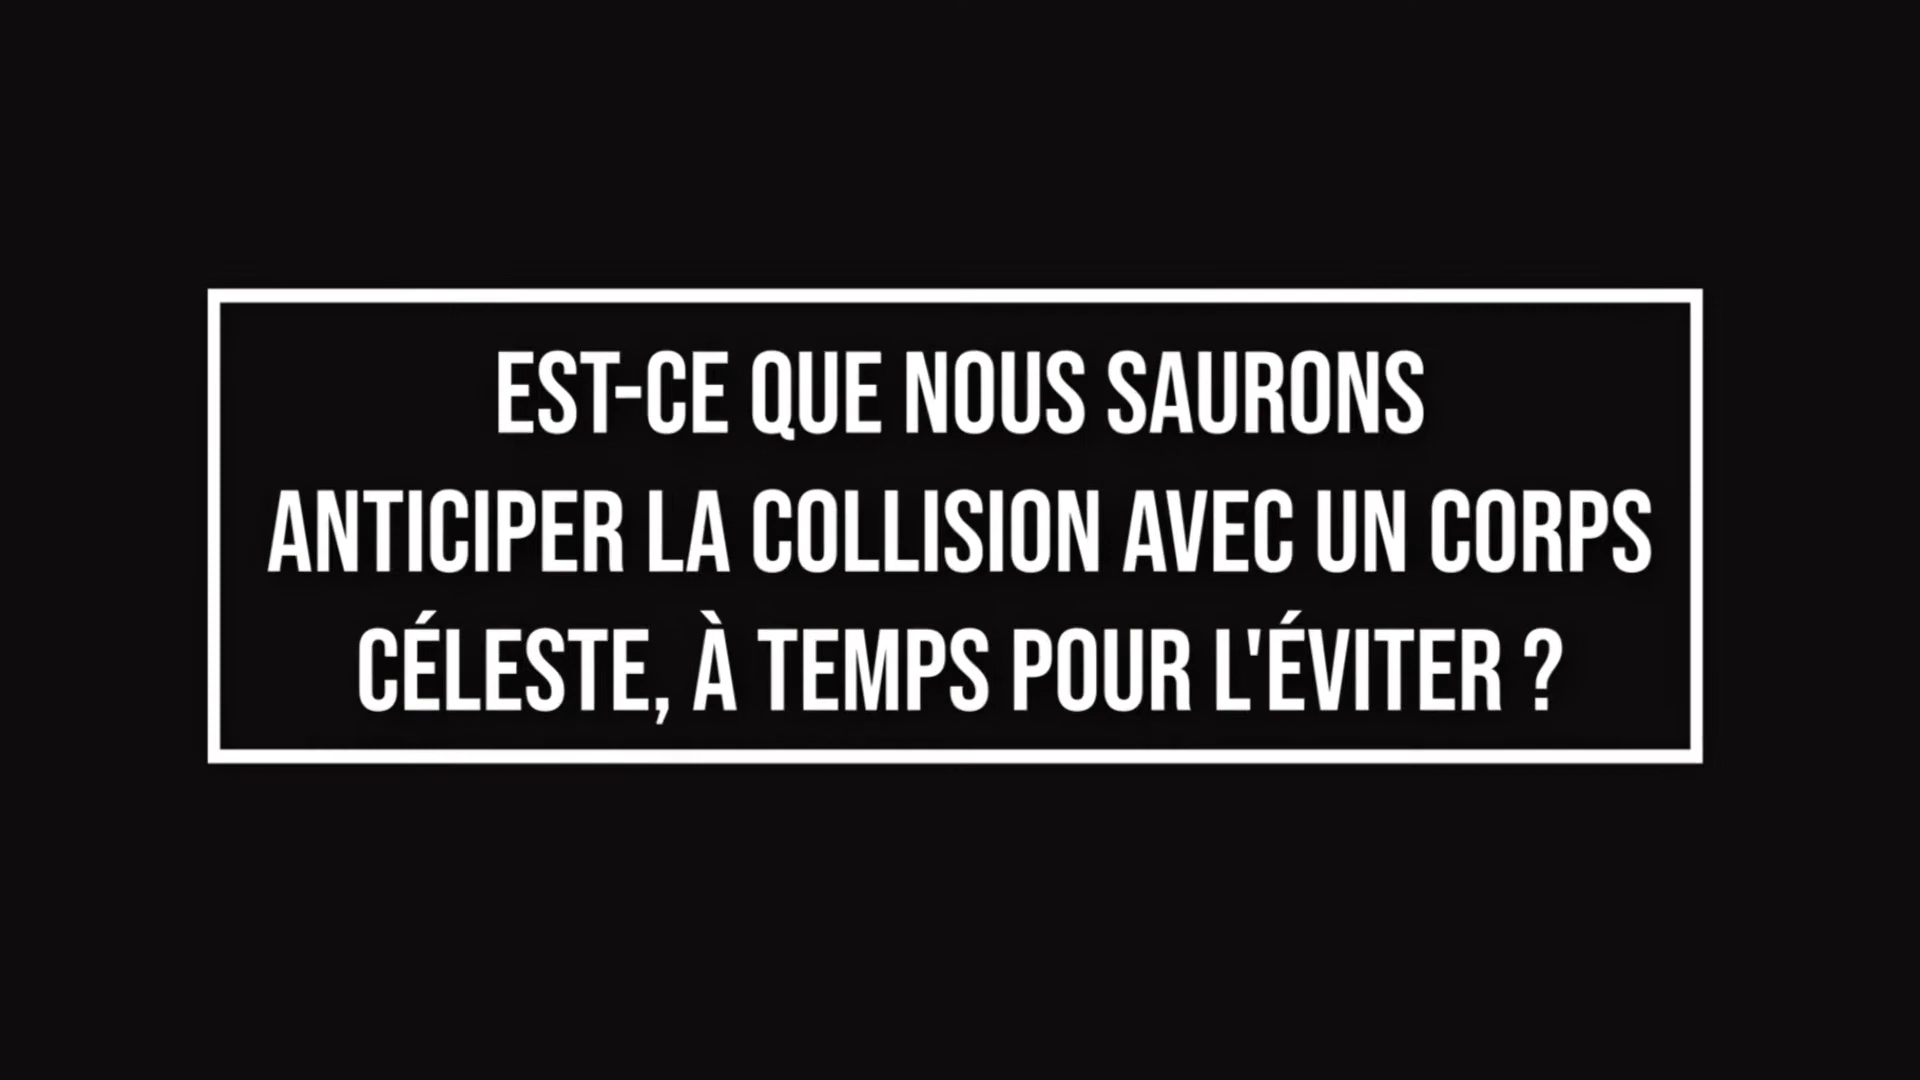 EST-CE QUE NOUS SAURONS
ANTICIPER LA COLLISION AVEC UN CORPS
CÉLESTE, À TEMPS POUR L'ÉVITER ?